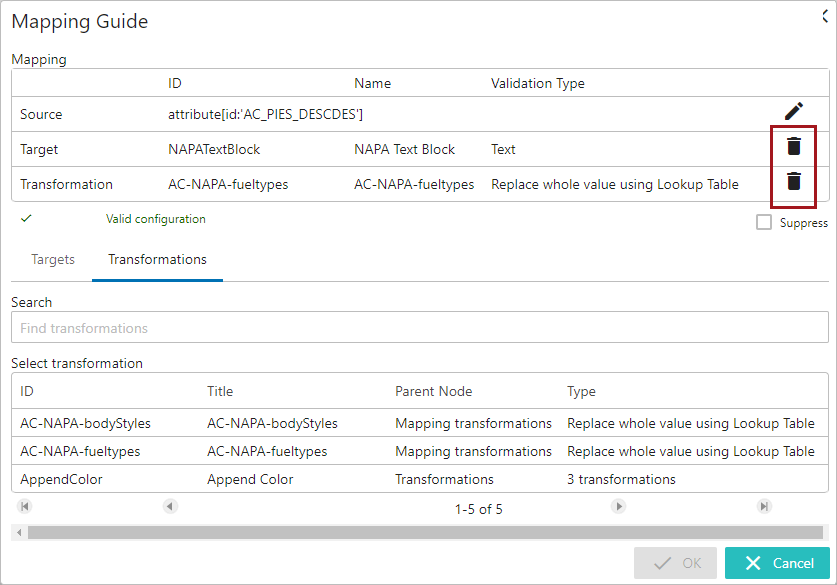 Mapping Guide
Mapping
ID Name Validation Type
Source attribute[id:'AC_PIES_DESCDES']
Target NAPATextBlock NAPA Text Block Text
Transformation AC-NAPA-fueltypes AC-NAPA-fueltypes Replace whole value using Lookup Table
Valid configuration Suppress
Targets Transformations
Search
Find transformations
Select transformation
ID Title Parent Node Type
AC-NAPA-bodyStyles AC-NAPA-bodyStyles Mapping transformations Replace whole value using Lookup Table
AC-NAPA-fueltypes AC-NAPA-fueltypes Mapping transformations Replace whole value using Lookup Table
AppendColor Append Color Transformations 3 transformations
1-5 of 5
OK Cancel